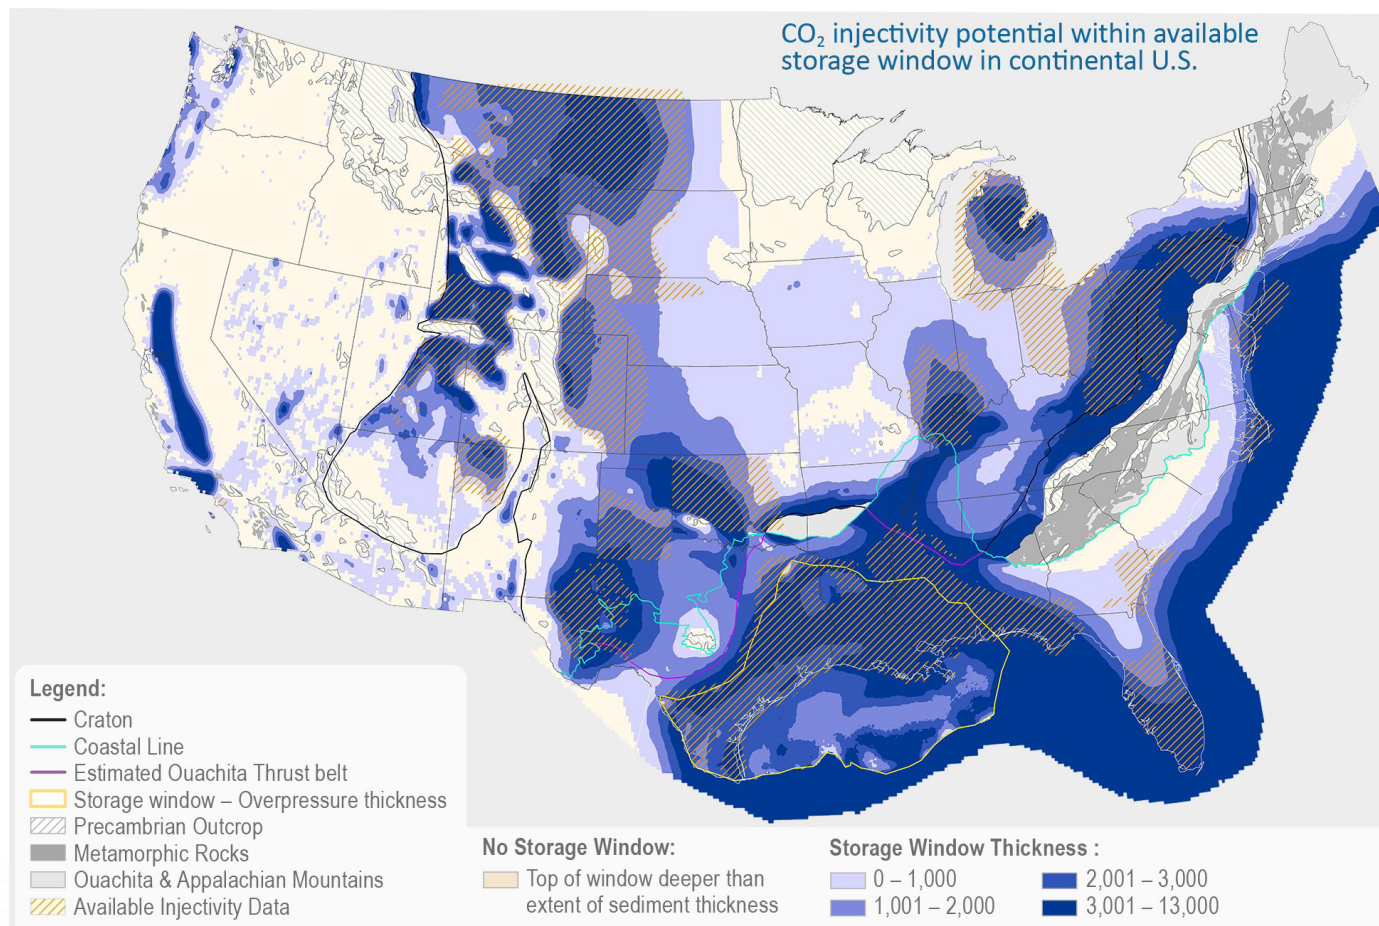 CO₂ injectivity potential within available
storage window in continental U.S.
Legend:
Craton
Coastal Line
Estimated Ouachita Thrust belt
Storage window – Overpressure thickness
Precambrian Outcrop
Metamorphic Rocks
Ouachita & Appalachian Mountains
Available Injectivity Data
No Storage Window:
Top of window deeper than
extent of sediment thickness
Storage Window Thickness :
0 – 1,000
1,001 – 2,000
2,001 – 3,000
3,001 – 13,000